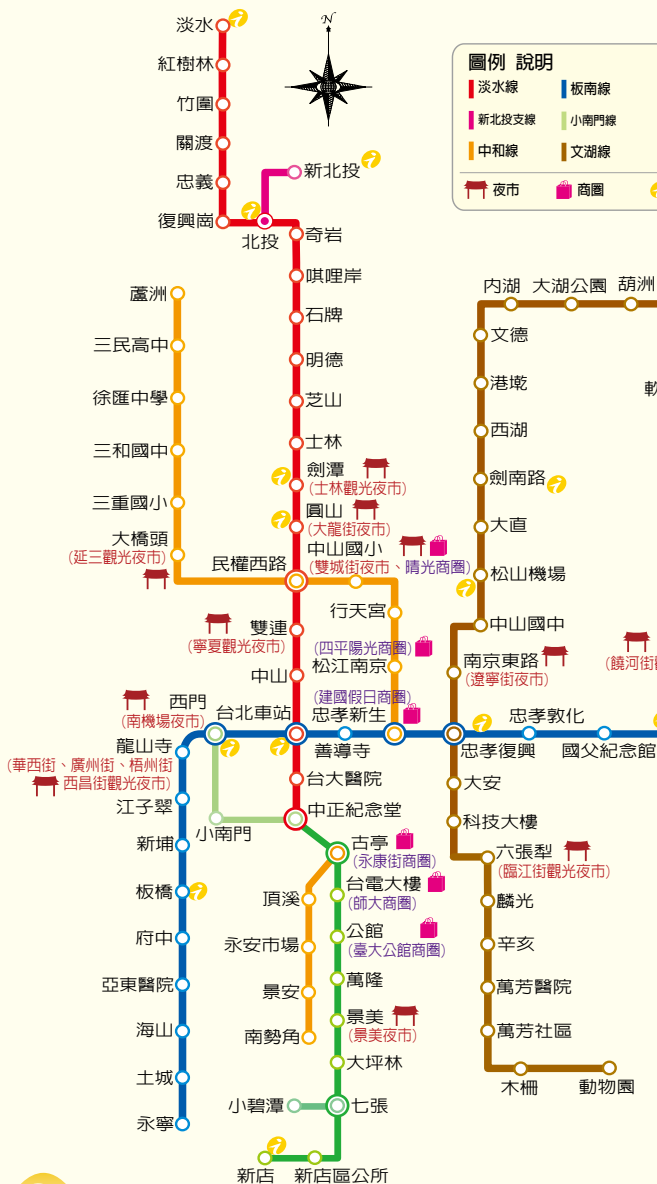 N
圖例 說明
淡水線
板南線
新北投支線
小南門線
中和線
文湖線
夜市
商圈
淡水
紅樹林
竹圍
關渡
忠義
復興崗
北投
新北投
奇岩
唭哩岸
石牌
明德
芝山
士林
劍潭
(士林觀光夜市)
圓山
(大龍街夜市)
民權西路
雙連
(寧夏觀光夜市)
中山
台北車站
台大醫院
中正紀念堂
蘆洲
三民高中
徐匯中學
三和國中
三重國小
大橋頭
(延三觀光夜市)
中山國小
(雙城街夜市、晴光商圈)
行天宮
(四平陽光商圈)
松江南京
(建國假日商圈)
忠孝新生
內湖
大湖公園
葫洲
文德
港墘
軟
西湖
劍南路
大直
松山機場
中山國中
南京東路
(遼寧街夜市)
(饒河街觀
西門
(南機場夜市)
善導寺
忠孝復興
忠孝敦化
國父紀念館
龍山寺
(華西街、廣州街、梧州街
西昌街觀光夜市)
江子翠
新埔
板橋
府中
亞東醫院
海山
土城
永寧
小南門
古亭
(永康街商圈)
台電大樓
(師大商圈)
公館
(臺大公館商圈)
萬隆
景美
(景美夜市)
大坪林
七張
小碧潭
新店
新店區公所
頂溪
永安市場
景安
南勢角
大安
科技大樓
六張犁
(臨江街觀光夜市)
麟光
辛亥
萬芳醫院
萬芳社區
木柵
動物園